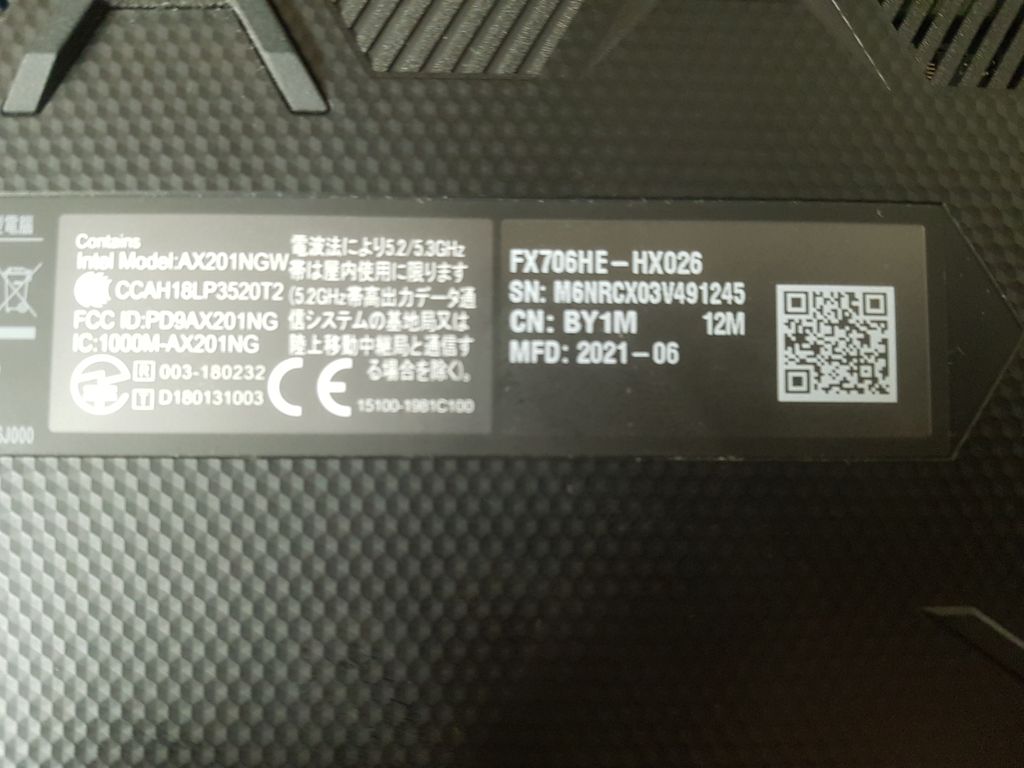 電腦
J000
Contains
Intel Model:AX201NGW
CCAH18LP3520T2
FCC ID:PD9AX201NG
IC:1000M-AX201NG
R 003-180232
T D180131003
CE
電波法により5.2/5.3GHz
帯は屋内使用に限ります
(5.2GHz帯高出力データ通
信システムの基地局又は
陸上移動中継局と通信す
る場合を除く)。
15100-1981C100
FX706HE-HX026
SN: M6NRCX03V491245
CN: BY1M 12M
MFD: 2021-06